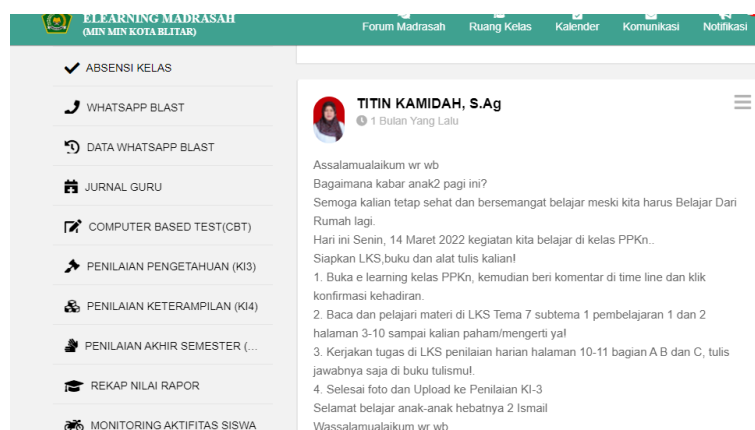 ELEARNING MADRASAH
(MIN MIN KOTA BLITAR)
Forum Madrasah
Ruang Kelas
Kalender
Komunikasi
Notifikasi
ABSENSI KELAS
WHATSAPP BLAST
DATA WHATSAPP BLAST
JURNAL GURU
COMPUTER BASED TEST(CBT)
PENILAIAN PENGETAHUAN (KI3)
PENILAIAN KETERAMPILAN (KI4)
PENILAIAN AKHIR SEMESTER (...
REKAP NILAI RAPOR
MONITORING AKTIFITAS SISWA
TITIN KAMIDAH, S.Ag
1 Bulan Yang Lalu
Assalamualaikum wr wb
Bagaimana kabar anak2 pagi ini?
Semoga kalian tetap sehat dan bersemangat belajar meski kita harus Belajar Dari
Rumah lagi.
Hari ini Senin, 14 Maret 2022 kegiatan kita belajar di kelas PPKn..
Siapkan LKS,buku dan alat tulis kalian!
1. Buka e learning kelas PPKn, kemudian beri komentar di time line dan klik
konfirmasi kehadiran.
2. Baca dan pelajari materi di LKS Tema 7 subtema 1 pembelajaran 1 dan 2
halaman 3-10 sampai kalian paham/mengerti ya!
3. Kerjakan tugas di LKS penilaian harian halaman 10-11 bagian A B dan C, tulis
jawabnya saja di buku tulismu!.
4. Selesai foto dan Upload ke Penilaian KI-3
Selamat belajar anak-anak hebatnya 2 Ismail
Wassalamualaikum wr wb